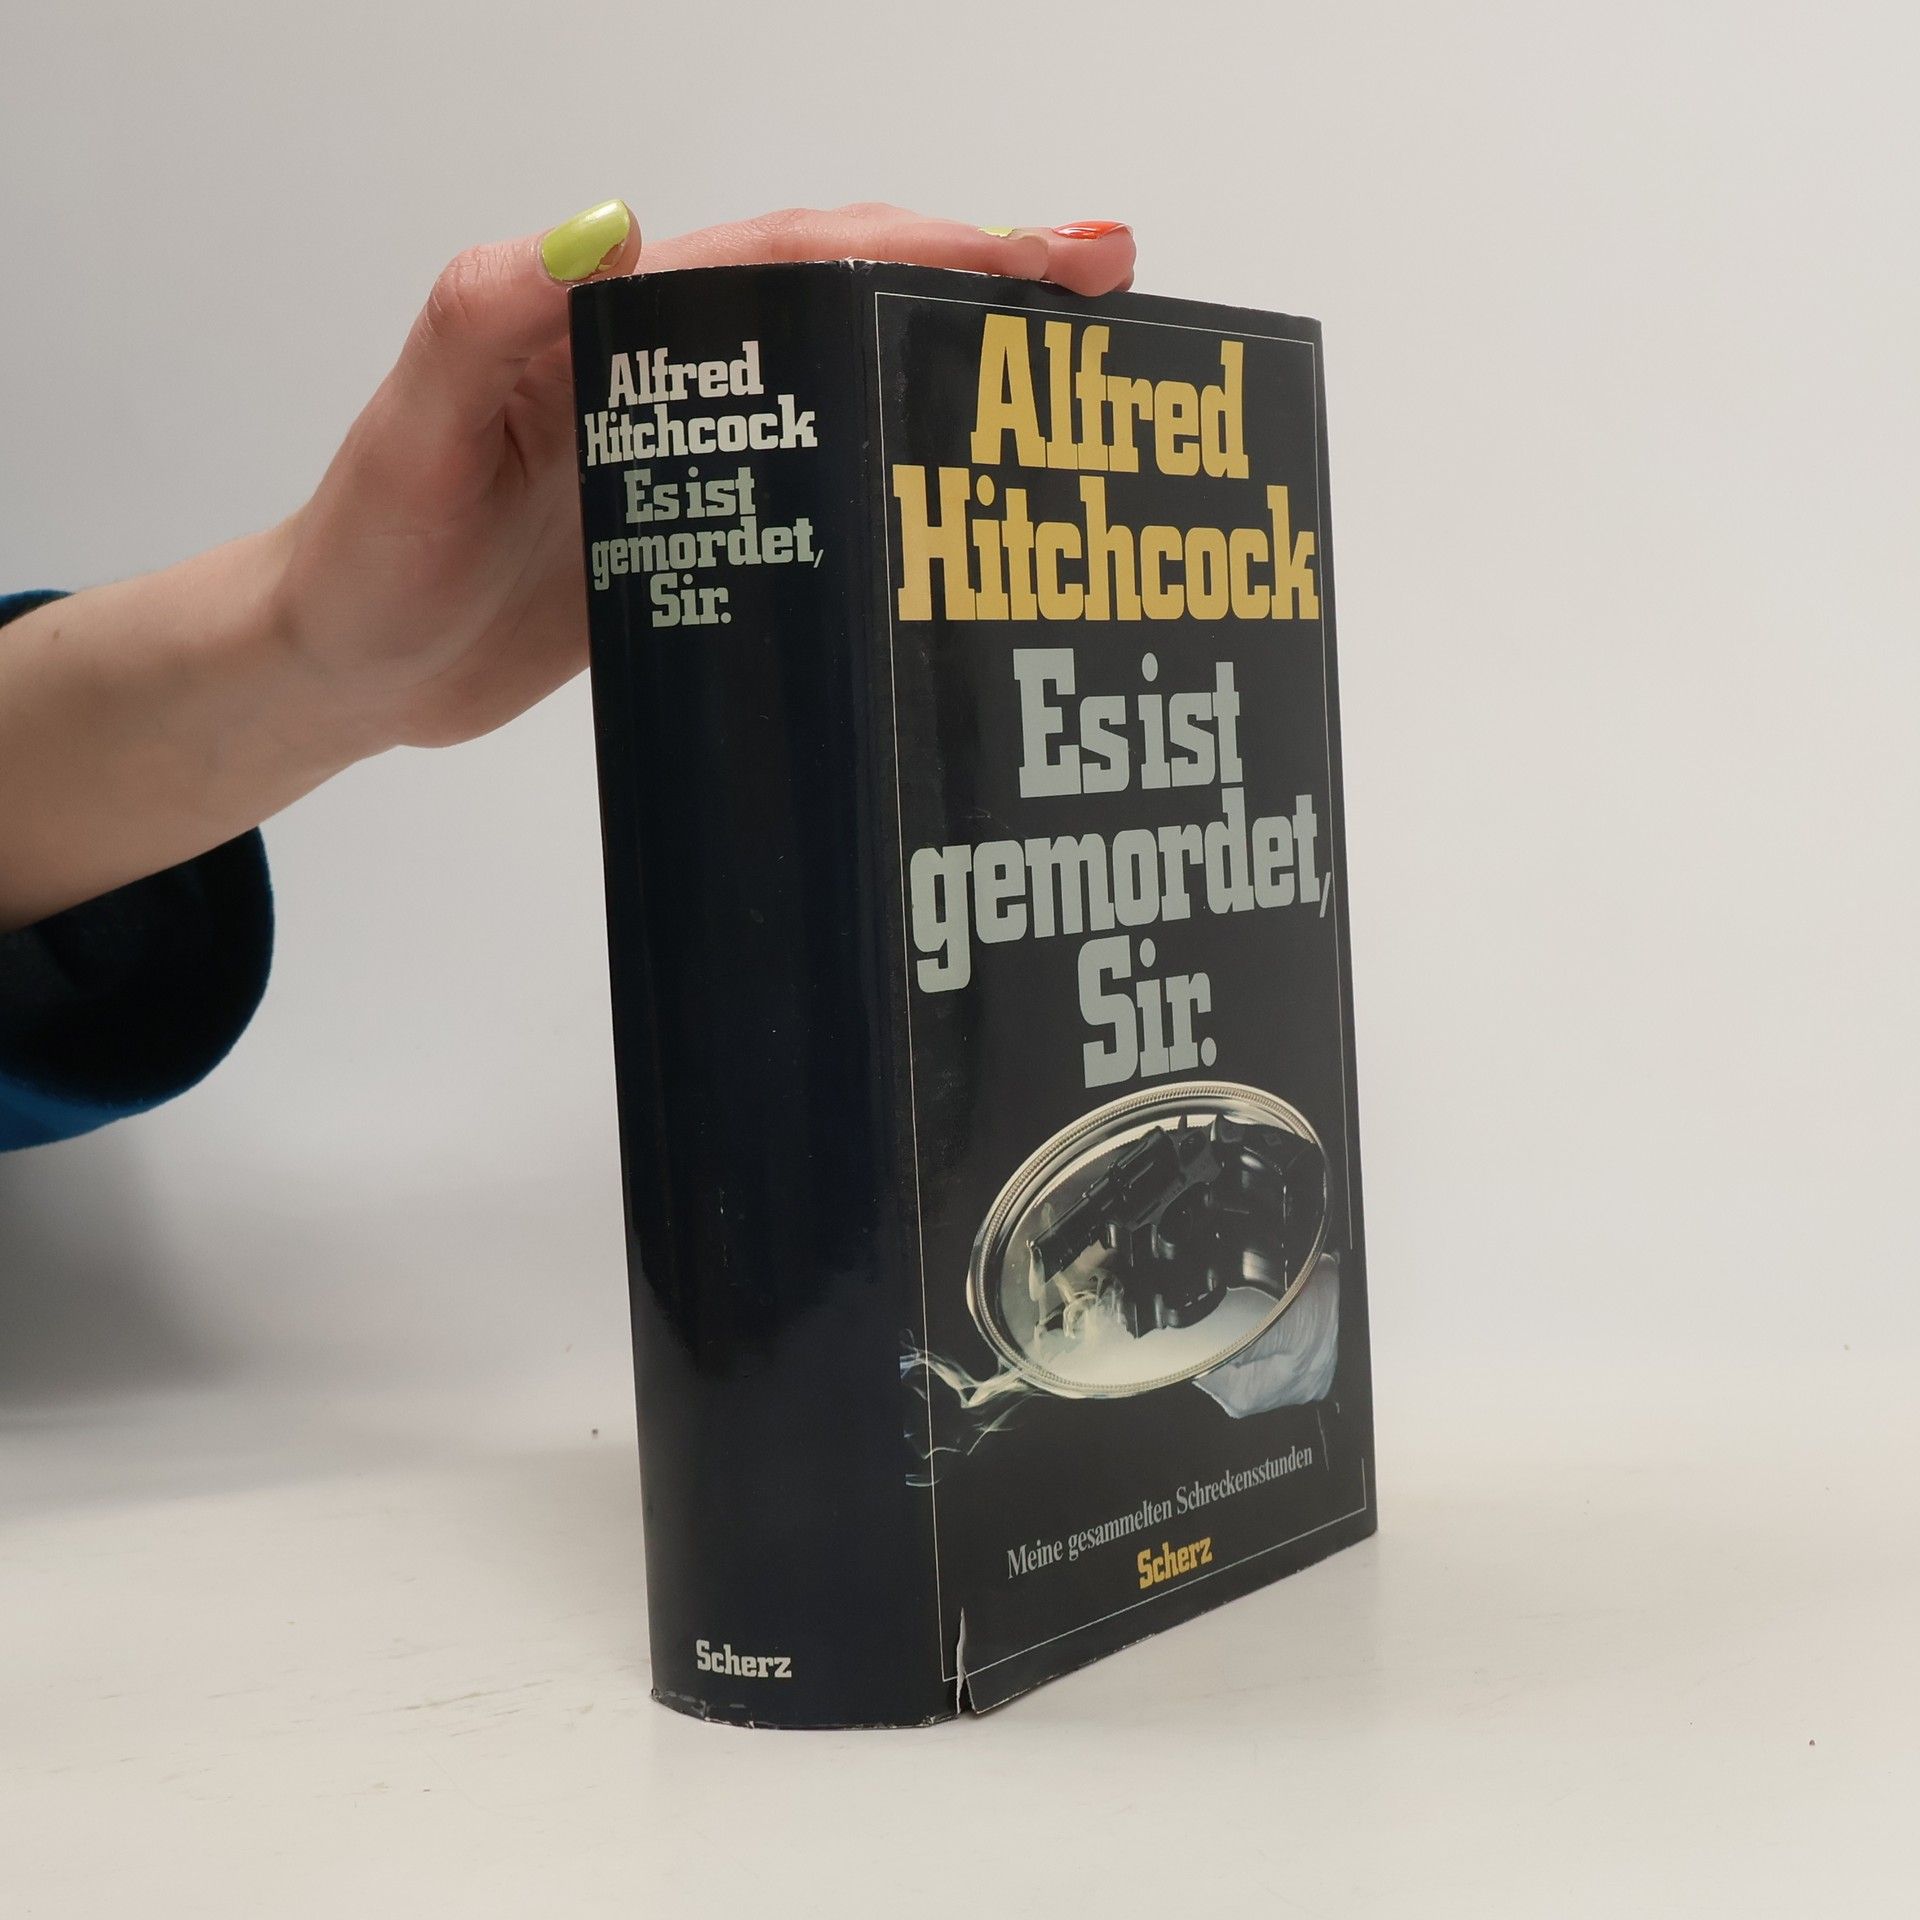 Alfred
Hitchcock
Es ist
gemordet,
Sir.
Scherz
Alfred
Hitchcock
Es ist
gemordet,
Sir.
Meine gesammelten Schreckensstunden
Scherz